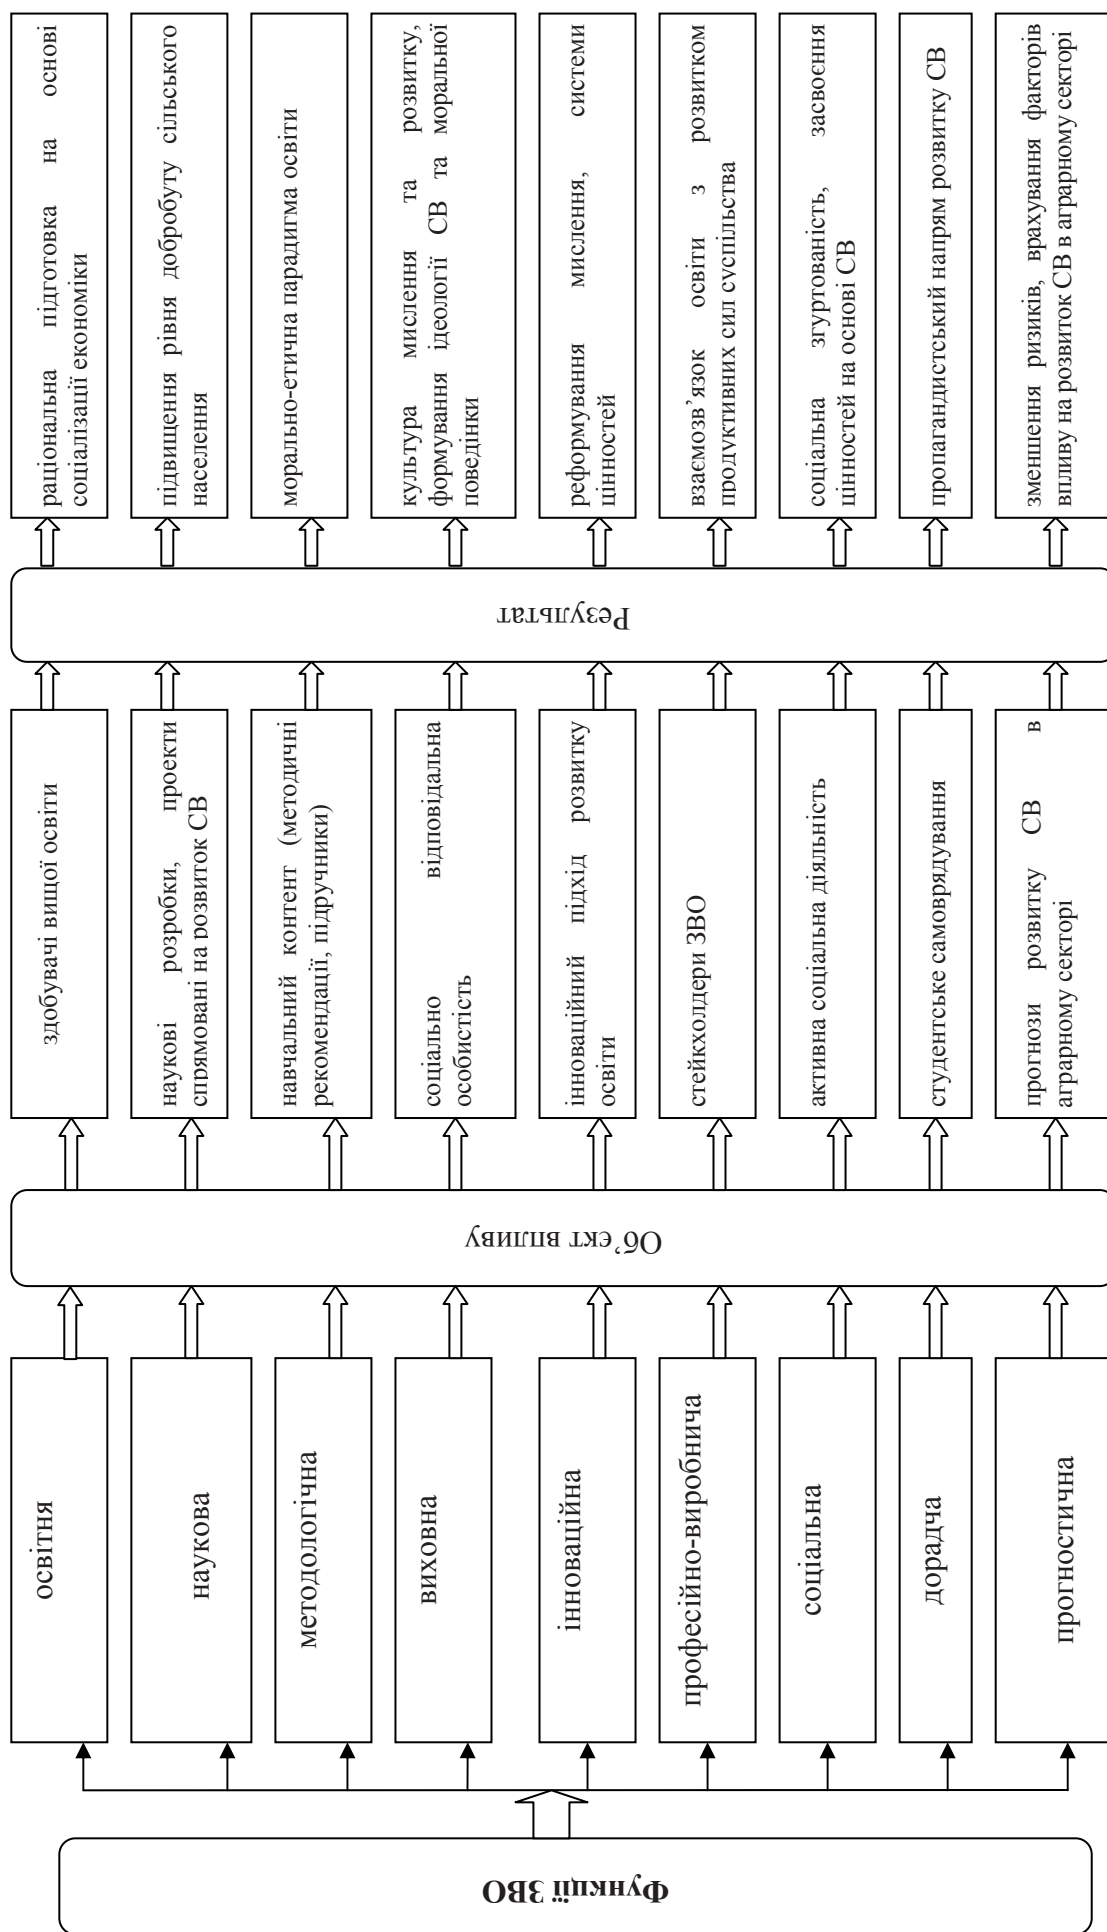 Функції ЗВО
освітня
наукова
методологічна
виховна
інноваційна
професійно-виробнича
соціальна
дорадча
прогностична
Об’єкт впливу
здобувачі вищої освіти
наукові розробки, проекти
спрямовані на розвиток СВ
навчальний контент (методичні
рекомендації, підручники)
соціально відповідальна
особистість
інноваційний підхід розвитку
освіти
стейкхолдери ЗВО
активна соціальна діяльність
студентське самоврядування
прогнози розвитку СВ в
аграрному секторі
Результат
раціональна підготовка на основі
соціалізації економіки
підвищення рівня добробуту сільського
населення
морально-етична парадигма освіти
культура мислення та розвитку,
формування ідеології СВ та моральної
поведінки
реформування мислення, системи
цінностей
взаємозв’язок освіти з розвитком
продуктивних сил суспільства
соціальна згуртованість, засвоєння
цінностей на основі СВ
пропагандистський напрям розвитку СВ
зменшення ризиків, врахування факторів
впливу на розвиток СВ в аграрному секторі